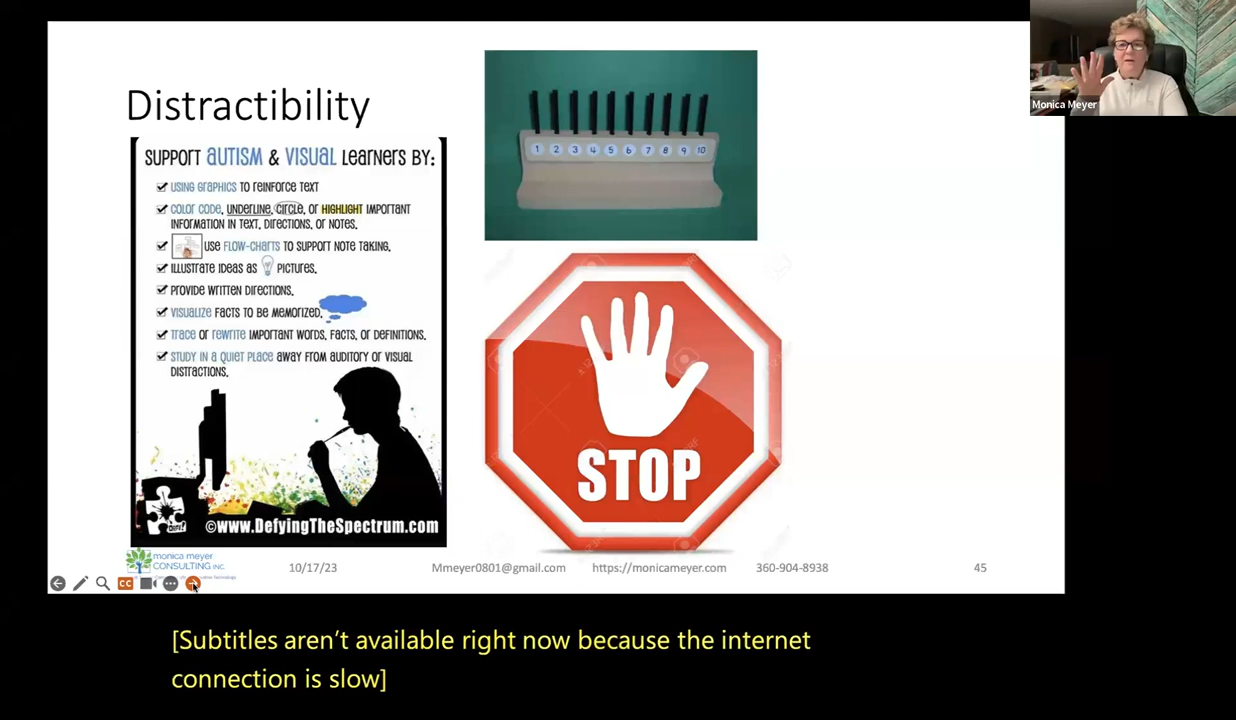 Distractibility
SUPPORT AUTISM & VISUAL LEARNERS BY:
USING GRAPHICS TO REINFORCE TEXT
COLOR CODE, UNDERLINE, CIRCLE, OR HIGHLIGHT IMPORTANT
INFORMATION IN TEXT, DIRECTIONS, OR NOTES.
USE FLOW-CHARTS TO SUPPORT NOTE TAKING.
ILLUSTRATE IDEAS AS PICTURES.
PROVIDE WRITTEN DIRECTIONS.
VISUALIZE FACTS TO BE MEMORIZED.
TRACE OR REWRITE IMPORTANT WORDS, FACTS, OR DEFINITIONS.
STUDY IN A QUIET PLACE AWAY FROM AUDITORY OR VISUAL
DISTRACTIONS.
©www.DefyingTheSpectrum.com
1 2 3 4 5 6 7 8 9 10
STOP
Monica Meyer
monica meyer
CONSULTING INC.
10/17/23
Mmeyer0801@gmail.com
https://monicameyer.com
360-904-8938
45
CC
[Subtitles aren't available right now because the internet
connection is slow]